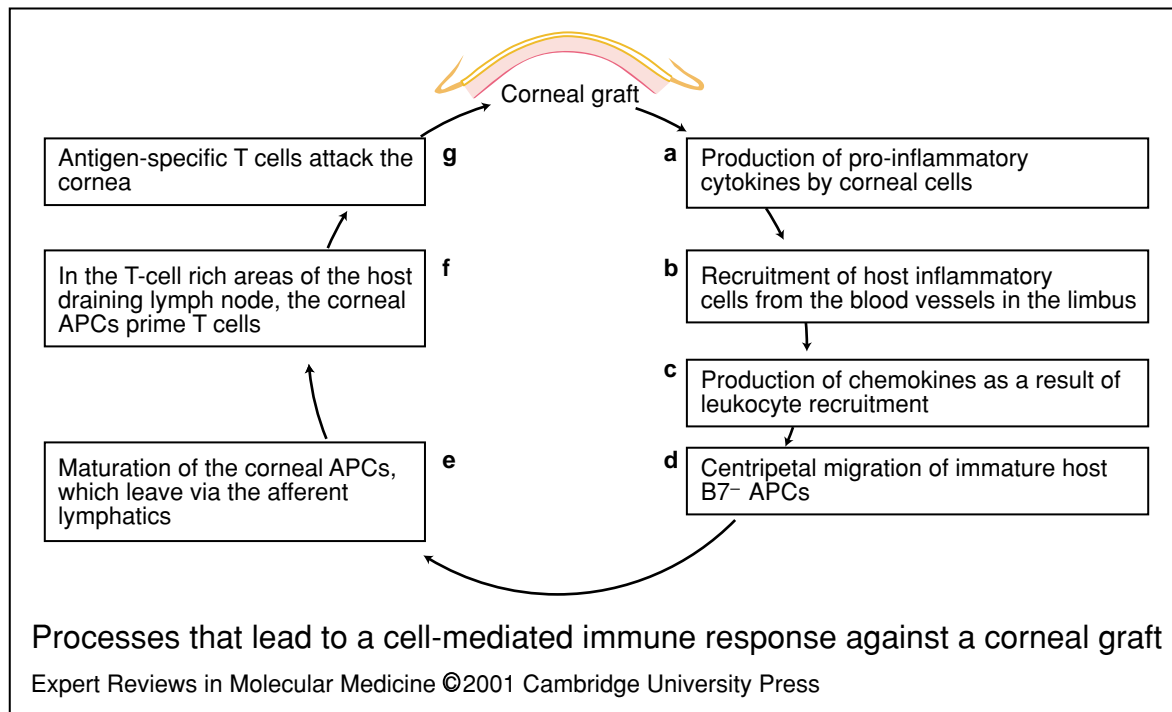 Corneal graft
a
Production of pro-inflammatory
cytokines by corneal cells
b
Recruitment of host inflammatory
cells from the blood vessels in the limbus
c
Production of chemokines as a result of
leukocyte recruitment
d
Centripetal migration of immature host
B7– APCs
e
Maturation of the corneal APCs,
which leave via the afferent
lymphatics
f
In the T-cell rich areas of the host
draining lymph node, the corneal
APCs prime T cells
g
Antigen-specific T cells attack the
cornea
Processes that lead to a cell-mediated immune response against a corneal graft
Expert Reviews in Molecular Medicine ©2001 Cambridge University Press